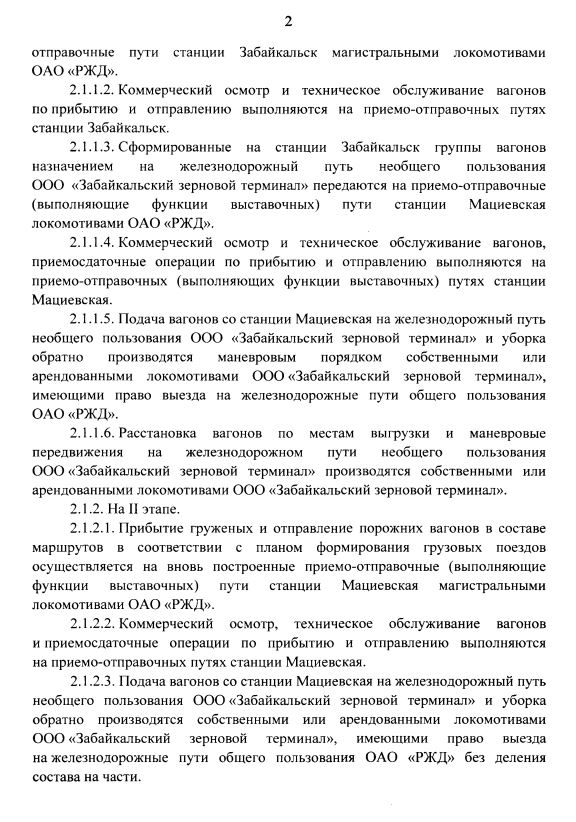 2
отправочные пути станции Забайкальск магистральными локомотивами
ОАО «РЖД».
2.1.1.2. Коммерческий осмотр и техническое обслуживание вагонов
по прибытию и отправлению выполняются на приемо-отправочных путях
станции Забайкальск.
2.1.1.3. Сформированные на станции Забайкальск группы вагонов
назначением на железнодорожный путь необщего пользования
ООО «Забайкальский зерновой терминал» передаются на приемо-отправочные
(выполняющие функции выставочных) пути станции Мациевская
локомотивами ОАО «РЖД».
2.1.1.4. Коммерческий осмотр и техническое обслуживание вагонов,
приемосдаточные операции по прибытию и отправлению выполняются на
приемо-отправочных (выполняющих функции выставочных) путях станции
Мациевская.
2.1.1.5. Подача вагонов со станции Мациевская на железнодорожный путь
необщего пользования ООО «Забайкальский зерновой терминал» и уборка
обратно производятся маневровым порядком собственными или
арендованными локомотивами ООО «Забайкальский зерновой терминал»,
имеющими право выезда на железнодорожные пути общего пользования
ОАО «РЖД».
2.1.1.6. Расстановка вагонов по местам выгрузки и маневровые
передвижения на железнодорожном пути необщего пользования
ООО «Забайкальский зерновой терминал» производятся собственными или
арендованными локомотивами ООО «Забайкальский зерновой терминал».
2.1.2. На II этапе.
2.1.2.1. Прибытие груженых и отправление порожних вагонов в составе
маршрутов в соответствии с планом формирования грузовых поездов
осуществляется на вновь построенные приемо-отправочные (выполняющие
функции выставочных) пути станции Мациевская магистральными
локомотивами ОАО «РЖД».
2.1.2.2. Коммерческий осмотр, техническое обслуживание вагонов
и приемосдаточные операции по прибытию и отправлению выполняются
на приемо-отправочных путях станции Мациевская.
2.1.2.3. Подача вагонов со станции Мациевская на железнодорожный путь
необщего пользования ООО «Забайкальский зерновой терминал» и уборка
обратно производятся собственными или арендованными локомотивами
ООО «Забайкальский зерновой терминал», имеющими право выезда
на железнодорожные пути общего пользования ОАО «РЖД» без деления
состава на части.